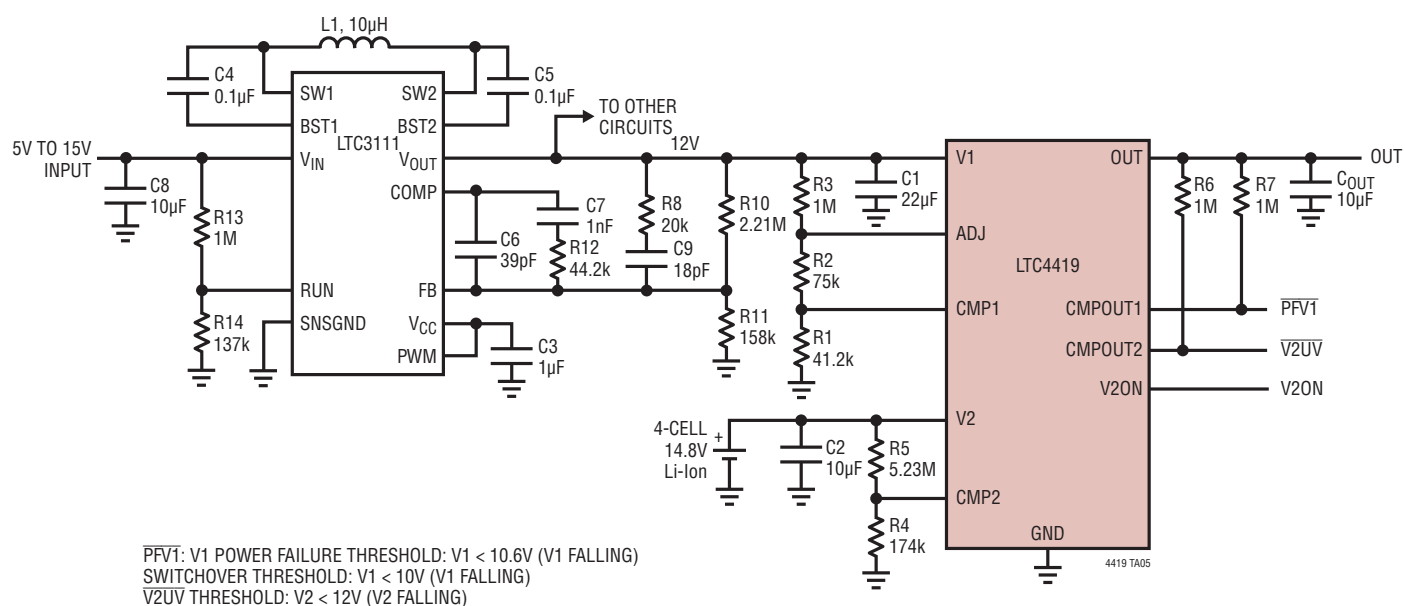 L1, 10µH
C4
0.1µF
C5
0.1µF
SW1
SW2
BST1
BST2
LTC3111
TO OTHER
CIRCUITS
5V TO 15V
INPUT
VIN
VOUT
12V
C8
10µF
R13
1M
COMP
C7
1nF
R8
20k
R10
2.21M
C6
39pF
R12
44.2k
C9
18pF
RUN
FB
R14
137k
SNSGND
VCC
PWM
C3
1µF
R11
158k
R3
1M
C1
22µF
R2
75k
R1
41.2k
V1
OUT
ADJ
LTC4419
CMP1
CMPOUT1
CMPOUT2
V2ON
V2
CMP2
GND
R6
1M
R7
1M
COUT
10µF
OUT
PFV1
V2UV
V2ON
4-CELL
14.8V
Li-Ion
+
C2
10µF
R5
5.23M
R4
174k
4419 TA05
PFV1: V1 POWER FAILURE THRESHOLD: V1 < 10.6V (V1 FALLING)
SWITCHOVER THRESHOLD: V1 < 10V (V1 FALLING)
V2UV THRESHOLD: V2 < 12V (V2 FALLING)